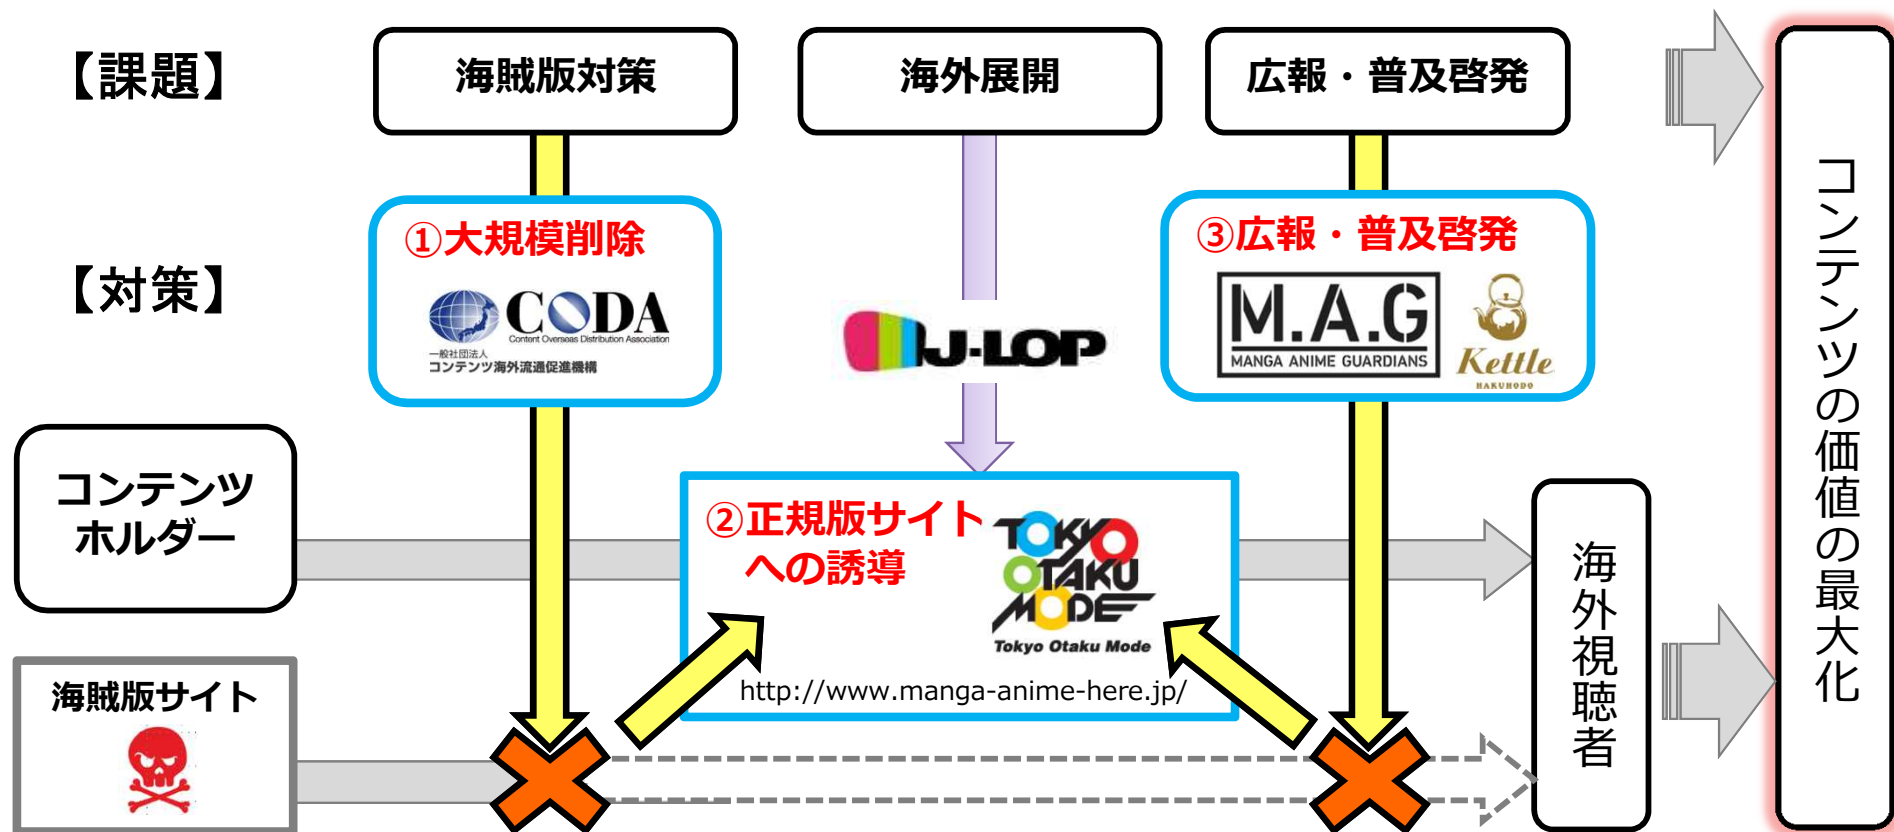 【課題】
海賊版対策
海外展開
広報・普及啓発
【対策】
①大規模削除
CODA
Content Overseas Distribution Association
一般社団法人
コンテンツ海外流通促進機構
J-LOP
③広報・普及啓発
M.A.G
MANGA ANIME GUARDIANS
Kettle
HAKUHODO
コンテンツ
ホルダー
②正規版サイト
への誘導
TOKYO
OTAKU
MODE
Tokyo Otaku Mode
http://www.manga-anime-here.jp/
海賊版サイト
海外視聴者
コンテンツの価値の最大化